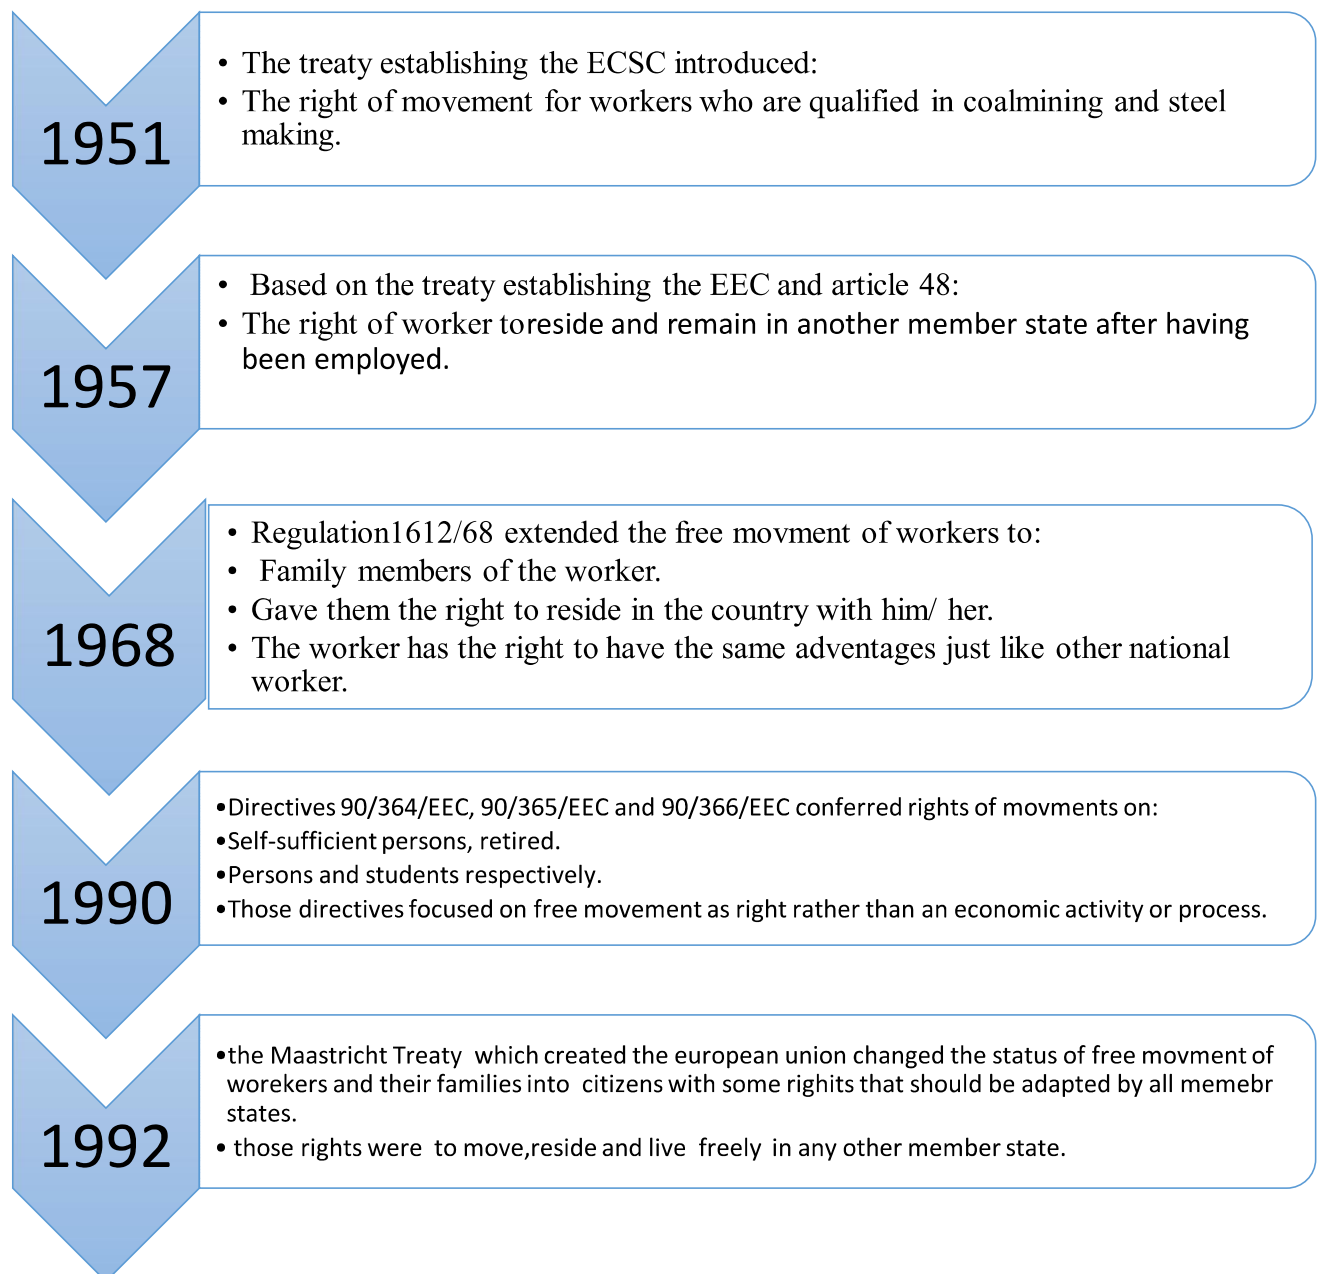 1951
• The treaty establishing the ECSC introduced:
• The right of movement for workers who are qualified in coalmining and steel
making.
1957
• Based on the treaty establishing the EEC and article 48:
• The right of worker toreside and remain in another member state after having
been employed.
1968
• Regulation1612/68 extended the free movment of workers to:
• Family members of the worker.
• Gave them the right to reside in the country with him/ her.
• The worker has the right to have the same adventages just like other national
worker.
1990
•Directives 90/364/EEC, 90/365/EEC and 90/366/EEC conferred rights of movments on:
•Self-sufficient persons, retired.
•Persons and students respectively.
•Those directives focused on free movement as right rather than an economic activity or process.
1992
•the Maastricht Treaty which created the european union changed the status of free movment of
worekers and their families into citizens with some righits that should be adapted by all memebr
states.
• those rights were to move,reside and live freely in any other member state.